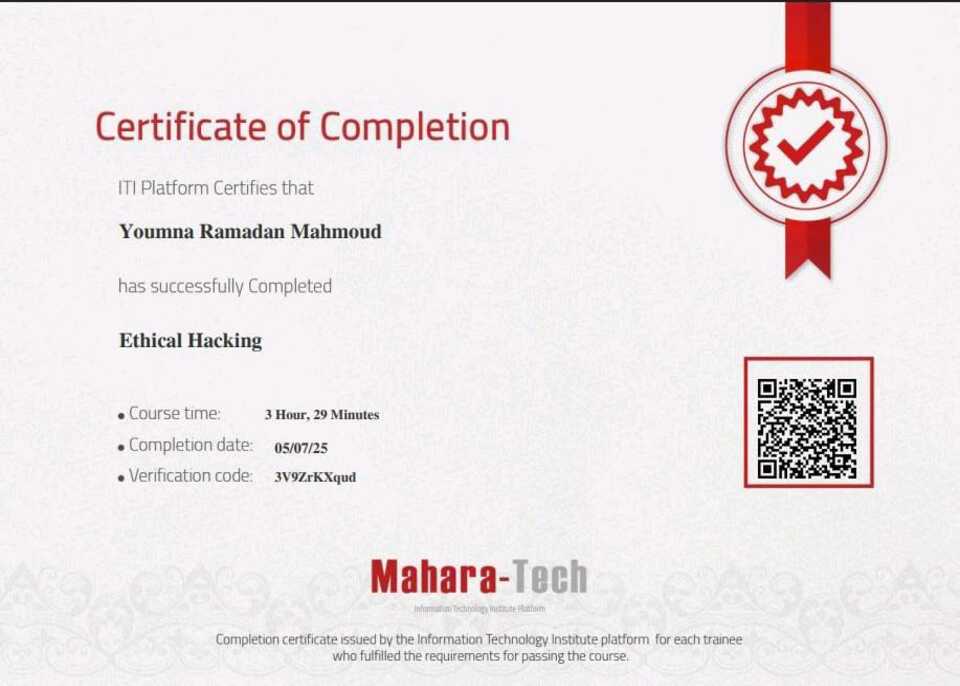 Certificate of Completion
ITI Platform Certifies that
Youmna Ramadan Mahmoud
has successfully Completed
Ethical Hacking
Course time: 3 Hour, 29 Minutes
Completion date: 05/07/25
Verification code: 3V9ZrKXqud
Mahara-Tech
Information Technology Institute Platform
Completion certificate issued by the Information Technology Institute platform for each trainee
who fulfilled the requirements for passing the course.